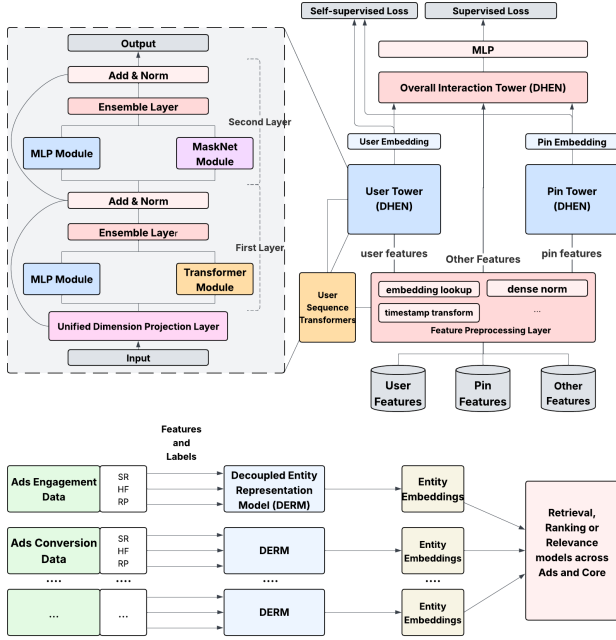 Self-supervised Loss
Supervised Loss
Output
MLP
Add & Norm
Overall Interaction Tower (DHEN)
Ensemble Layer
Second Layer
MLP Module
MaskNet
Module
User Embedding
Pin Embedding
Add & Norm
User Tower
(DHEN)
Pin Tower
(DHEN)
Ensemble Layer
First Layer
user features
Other Features
pin features
MLP Module
Transformer
Module
User
Sequence
Transformers
embedding lookup
dense norm
timestamp transform
...
Feature Preprocessing Layer
Unified Dimension Projection Layer
Input
User
Features
Pin
Features
Other
Features
Features
and
Labels
Ads Engagement
Data
SR
HF
RP
Decoupled Entity
Representation
Model (DERM)
Entity
Embeddings
Ads Conversion
Data
SR
HF
RP
DERM
Entity
Embeddings
Retrieval,
Ranking or
Relevance
models across
Ads and Core
....
....
....
....
...
...
DERM
Entity
Embeddings